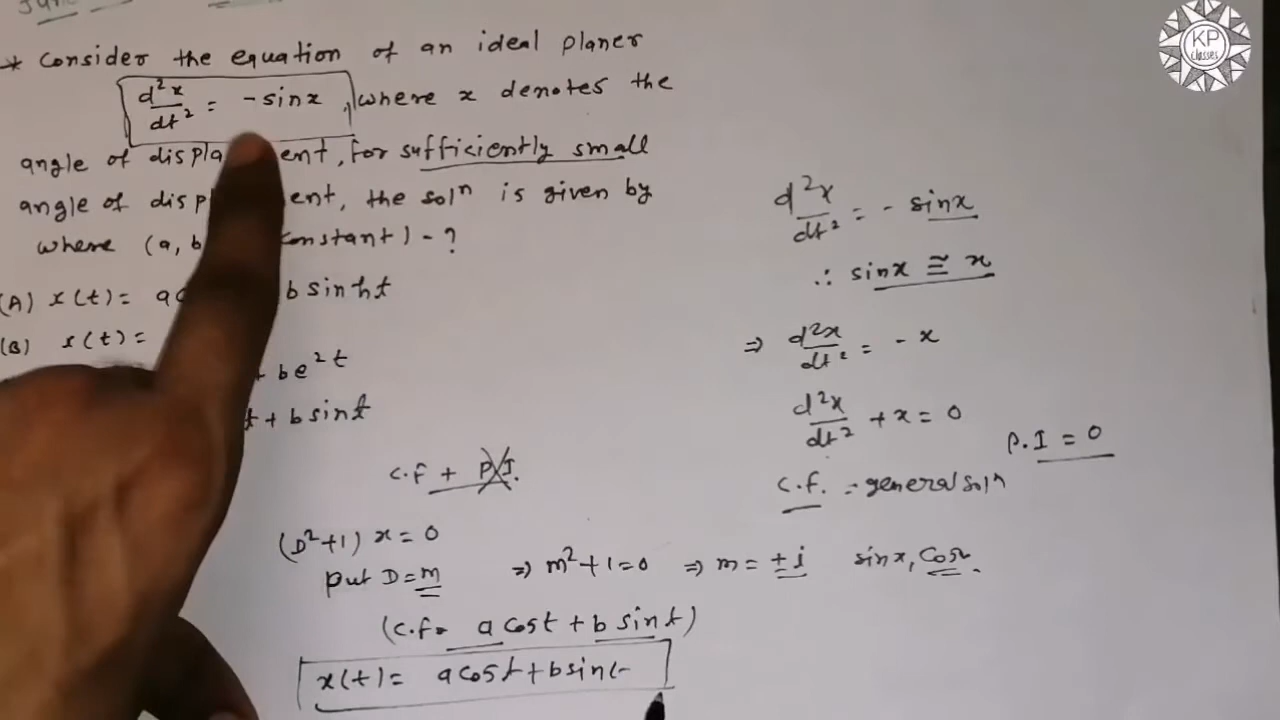 * Consider the equation of an ideal planer
d²x/dt² = -sinx, where x denotes the
angle of displa ent, for sufficiently small
angle of disp ent, the solⁿ is given by
where (a, b constant) - ?
(A) x(t) = a b sinht
(B) x(t) =
+ be²t
t + b sint
C.F + P.I.
(D²+1) x = 0
put D = m ⇒ m²+1=0 ⇒ m = ±i sinx, Cosx.
(C.F = a cost + b sint)
x(t) = a cost + b sint
d²x/dt² = - sinx
∴ sinx ≅ x
⇒ d²x/dt² = - x
d²x/dt² + x = 0
P.I = 0
C.F. = general solⁿ
KP
classes